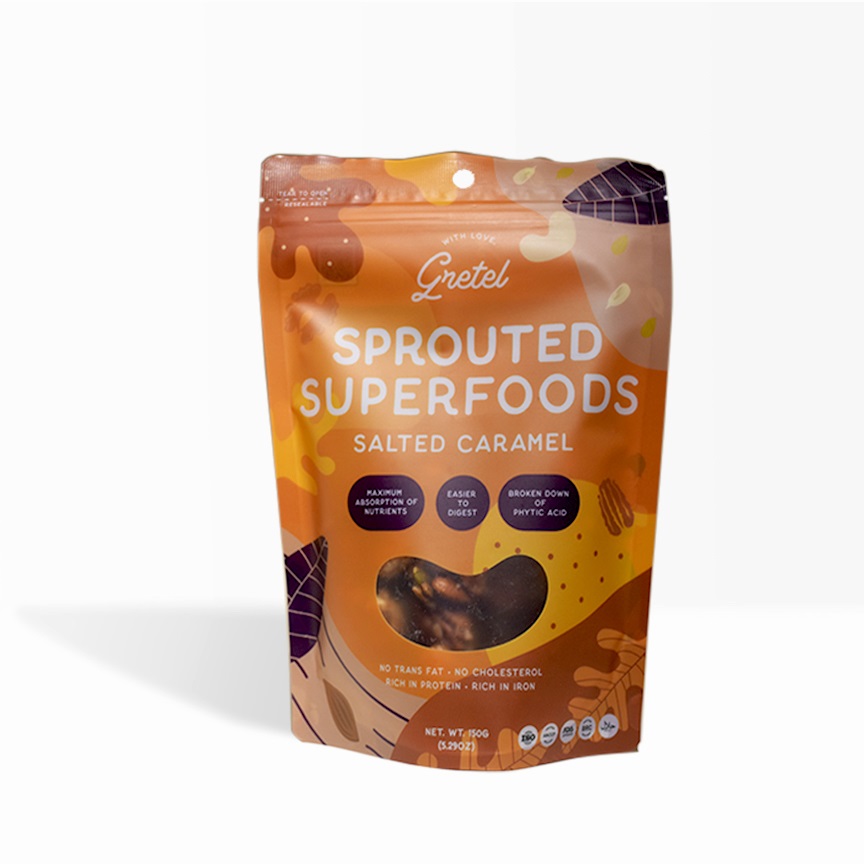 TEAR TO OPEN
RESEALABLE
WITH LOVE,
Gretel
SPROUTED
SUPERFOODS
SALTED CARAMEL
MAXIMUM
ABSORPTION OF
NUTRIENTS
EASIER
TO
DIGEST
BROKEN DOWN
OF
PHYTIC ACID
NO TRANS FAT • NO CHOLESTEROL
RICH IN PROTEIN • RICH IN IRON
NET. WT. 150G
(5.29OZ)
ISO